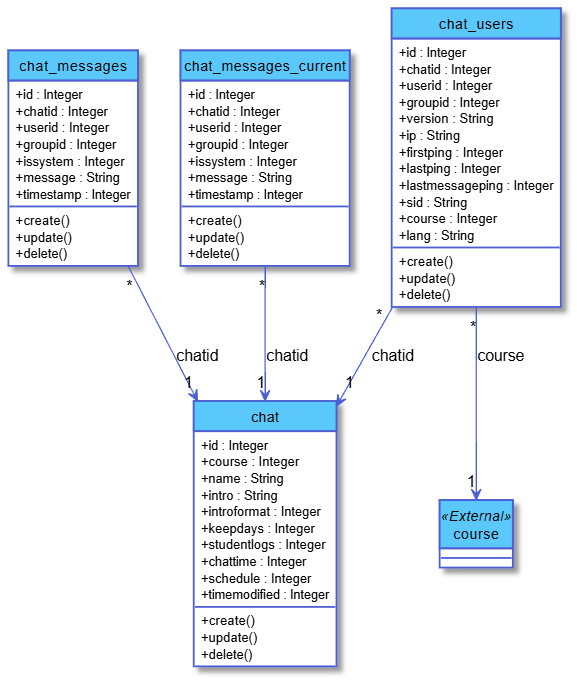 chat_messages
+id : Integer
+chatid : Integer
+userid : Integer
+groupid : Integer
+issystem : Integer
+message : String
+timestamp : Integer
+create()
+update()
+delete()
chat_messages_current
+id : Integer
+chatid : Integer
+userid : Integer
+groupid : Integer
+issystem : Integer
+message : String
+timestamp : Integer
+create()
+update()
+delete()
chat_users
+id : Integer
+chatid : Integer
+userid : Integer
+groupid : Integer
+version : String
+ip : String
+firstping : Integer
+lastping : Integer
+lastmessageping : Integer
+sid : String
+course : Integer
+lang : String
+create()
+update()
+delete()
*
chatid
1
*
chatid
1
*
chatid
1
*
course
1
chat
+id : Integer
+course : Integer
+name : String
+intro : String
+introformat : Integer
+keepdays : Integer
+studentlogs : Integer
+chattime : Integer
+schedule : Integer
+timemodified : Integer
+create()
+update()
+delete()
«External»
course